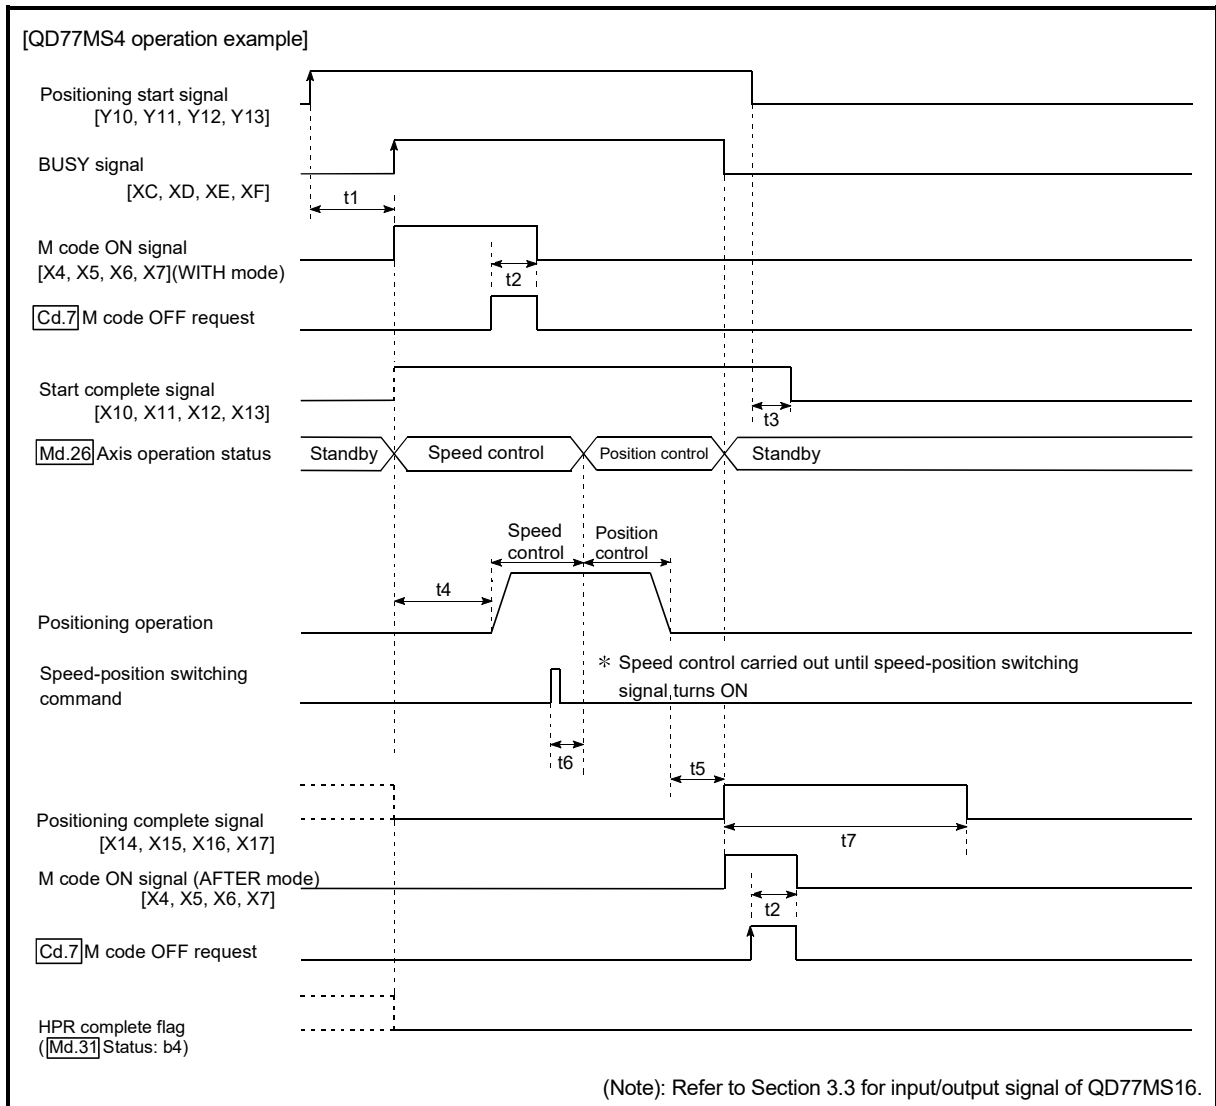 [QD77MS4 operation example]
Positioning start signal
[Y10, Y11, Y12, Y13]
BUSY signal
[XC, XD, XE, XF]
t1
M code ON signal
[X4, X5, X6, X7](WITH mode)
t2
Cd.7 M code OFF request
Start complete signal
[X10, X11, X12, X13]
t3
Md.26 Axis operation status
Standby
Speed control
Position control
Standby
Speed
control
Position
control
t4
Positioning operation
Speed-position switching
command
* Speed control carried out until speed-position switching
signal turns ON
t6
t5
Positioning complete signal
[X14, X15, X16, X17]
t7
M code ON signal (AFTER mode)
[X4, X5, X6, X7]
t2
Cd.7 M code OFF request
HPR complete flag
( Md.31 Status: b4)
(Note): Refer to Section 3.3 for input/output signal of QD77MS16.